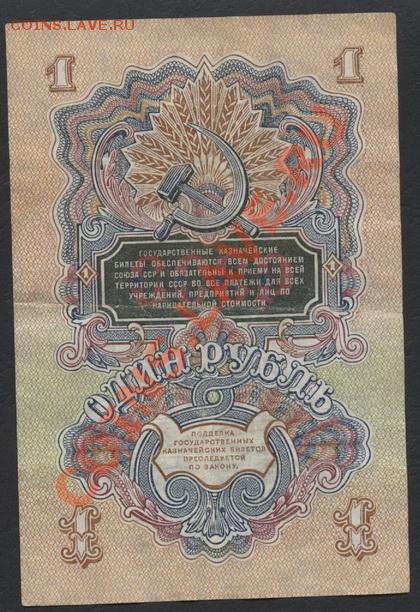 COINS.LAVE.RU
1 1
ГОСУДАРСТВЕННЫЕ КАЗНАЧЕЙСКИЕ
БИЛЕТЫ ОБЕСПЕЧИВАЮТСЯ ВСЕМ ДОСТОЯНИЕМ
СОЮЗА ССР И ОБЯЗАТЕЛЬНЫ К ПРИЕМУ НА ВСЕЙ
ТЕРРИТОРИИ СССР ВО ВСЕ ПЛАТЕЖИ ДЛЯ ВСЕХ
УЧРЕЖДЕНИЙ, ПРЕДПРИЯТИЙ И ЛИЦ ПО
НАРИЦАТЕЛЬНОЙ СТОИМОСТИ.
1 1
ОДИН РУБЛЬ
ПОДДЕЛКА
ГОСУДАРСТВЕННЫХ
КАЗНАЧЕЙСКИХ БИЛЕТОВ
ПРЕСЛЕДУЕТСЯ
ПО ЗАКОНУ.
1 1